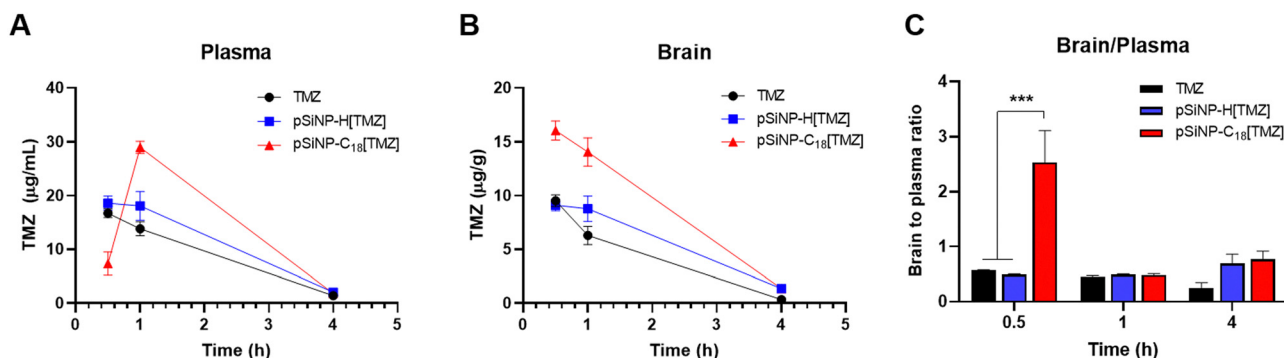 A
Plasma
TMZ (μg/mL)
40
30
20
10
0
0 1 2 3 4 5
Time (h)
TMZ
pSiNP-H[TMZ]
pSiNP-C₁₈[TMZ]
B
Brain
TMZ (μg/g)
20
15
10
5
0
0 1 2 3 4 5
Time (h)
TMZ
pSiNP-H[TMZ]
pSiNP-C₁₈[TMZ]
C
Brain/Plasma
Brain to plasma ratio
4
3
2
1
0
***
0.5 1 4
Time (h)
TMZ
pSiNP-H[TMZ]
pSiNP-C₁₈[TMZ]